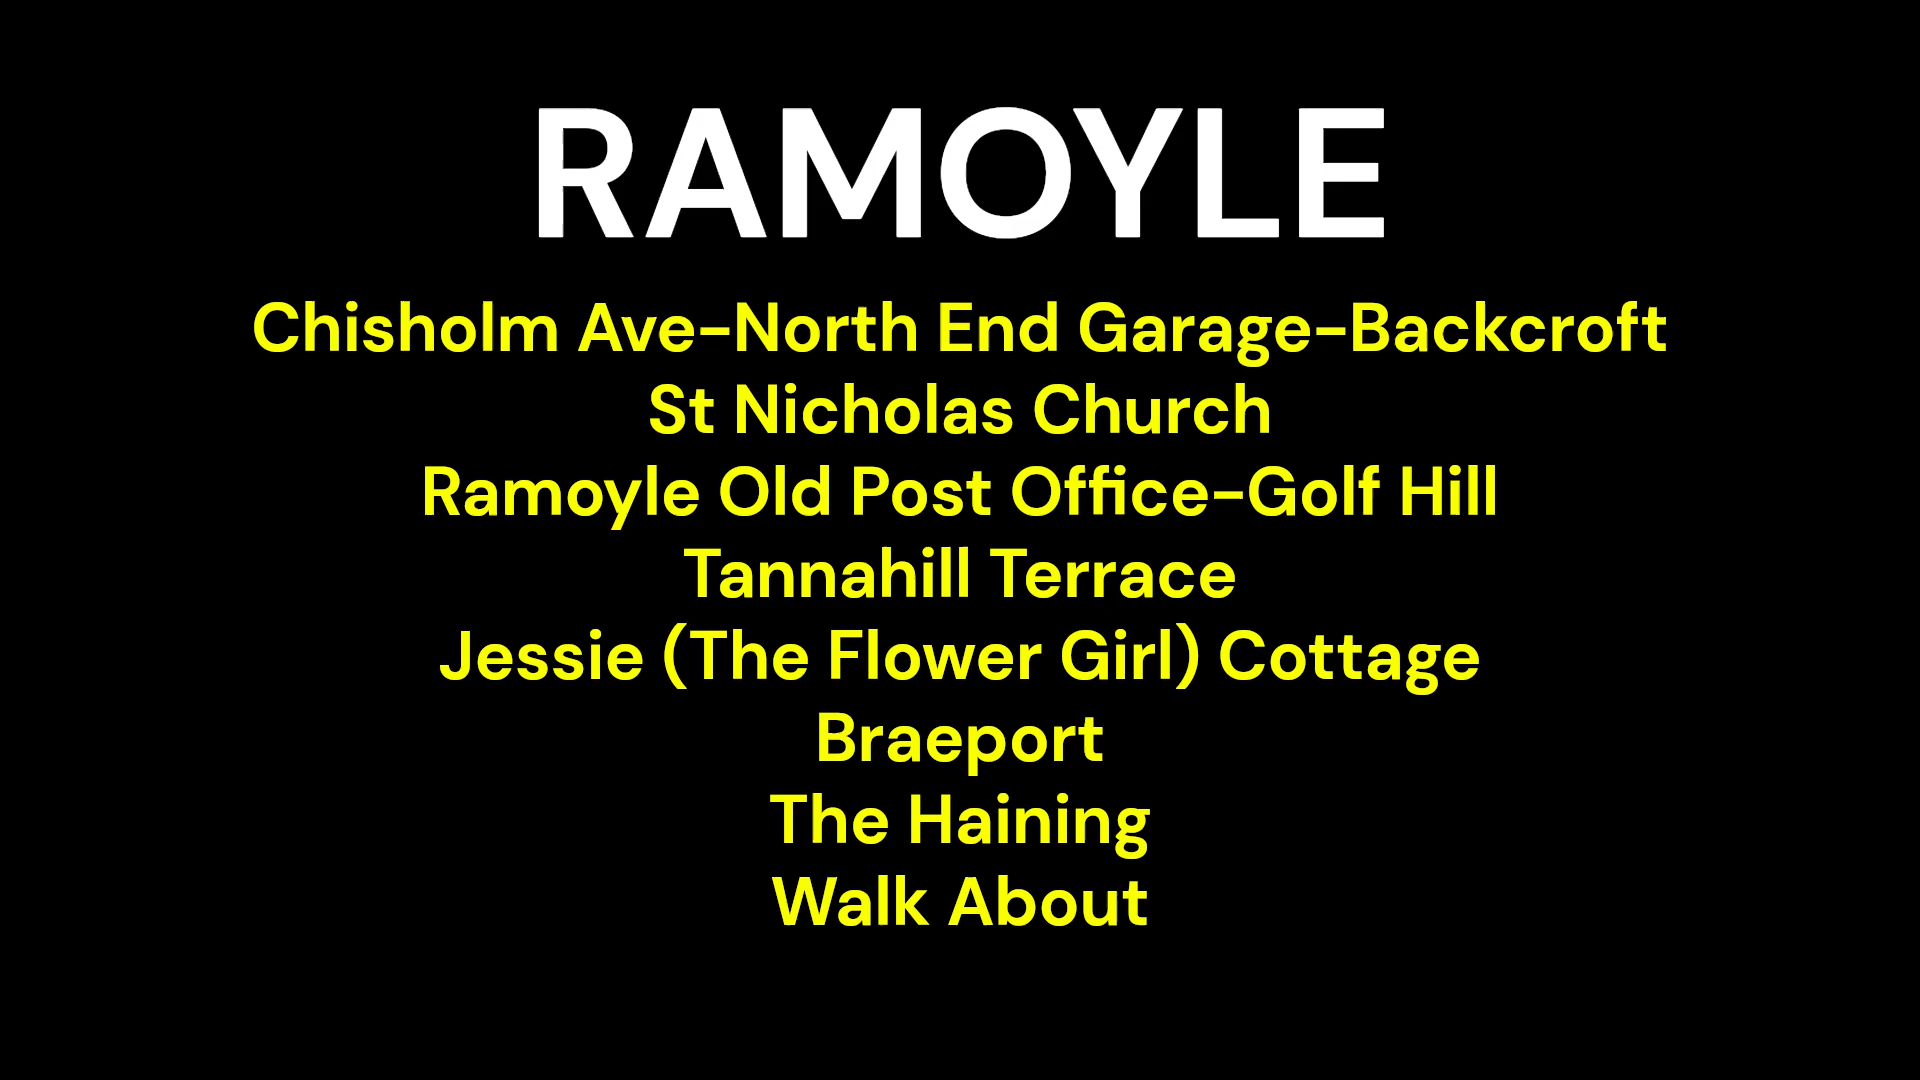 RAMOYLE
Chisholm Ave-North End Garage-Backcroft
St Nicholas Church
Ramoyle Old Post Office-Golf Hill
Tannahill Terrace
Jessie (The Flower Girl) Cottage
Braeport
The Haining
Walk About